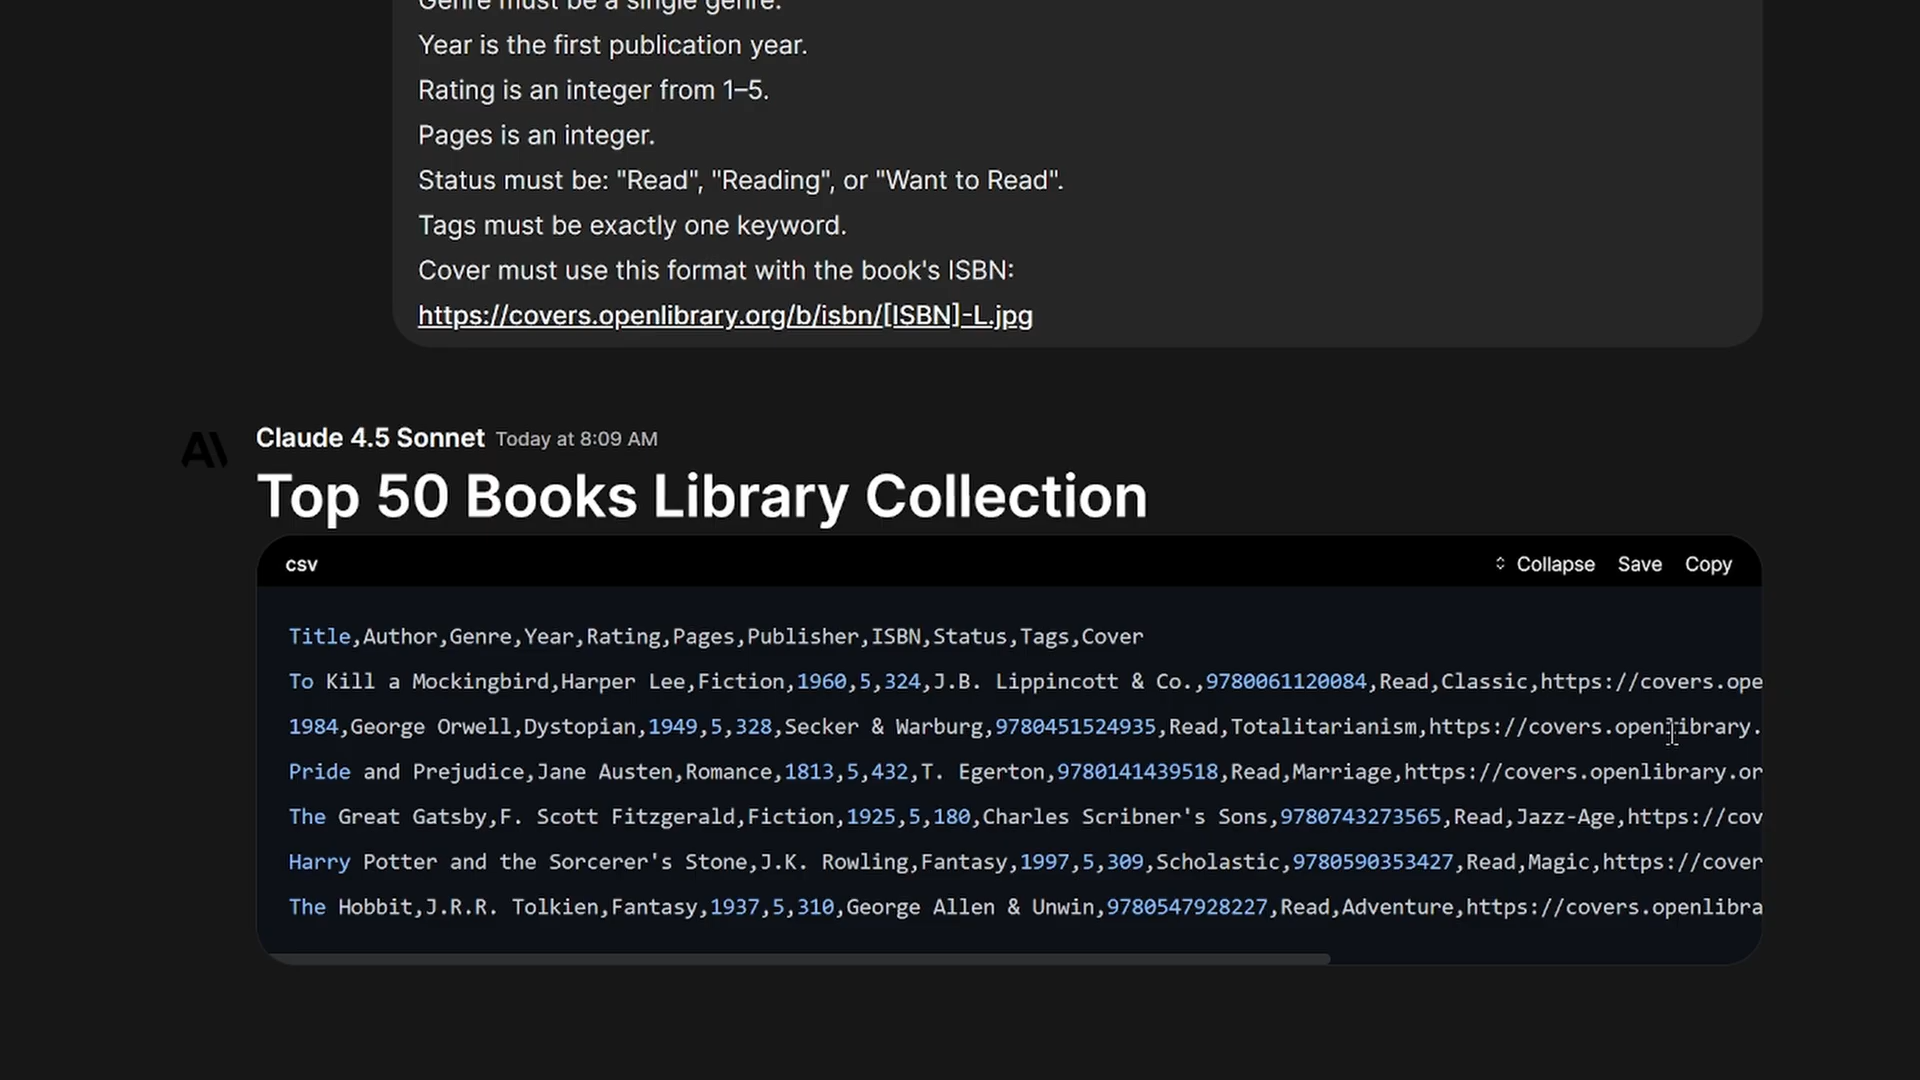 Genre must be a single genre.
Year is the first publication year.
Rating is an integer from 1–5.
Pages is an integer.
Status must be: "Read", "Reading", or "Want to Read".
Tags must be exactly one keyword.
Cover must use this format with the book's ISBN:
https://covers.openlibrary.org/b/isbn/[ISBN]-L.jpg
Claude 4.5 Sonnet Today at 8:09 AM
Top 50 Books Library Collection
csv Collapse Save Copy
Title,Author,Genre,Year,Rating,Pages,Publisher,ISBN,Status,Tags,Cover
To Kill a Mockingbird,Harper Lee,Fiction,1960,5,324,J.B. Lippincott & Co.,9780061120084,Read,Classic,https://covers.ope
1984,George Orwell,Dystopian,1949,5,328,Secker & Warburg,9780451524935,Read,Totalitarianism,https://covers.openlibrary.
Pride and Prejudice,Jane Austen,Romance,1813,5,432,T. Egerton,9780141439518,Read,Marriage,https://covers.openlibrary.or
The Great Gatsby,F. Scott Fitzgerald,Fiction,1925,5,180,Charles Scribner's Sons,9780743273565,Read,Jazz-Age,https://cov
Harry Potter and the Sorcerer's Stone,J.K. Rowling,Fantasy,1997,5,309,Scholastic,9780590353427,Read,Magic,https://cover
The Hobbit,J.R.R. Tolkien,Fantasy,1937,5,310,George Allen & Unwin,9780547928227,Read,Adventure,https://covers.openlibra